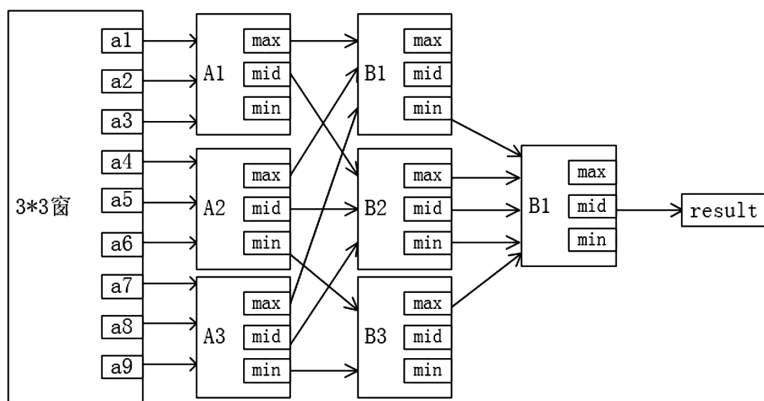 3*3窗
a1
a2
a3
a4
a5
a6
a7
a8
a9
A1
max
mid
min
A2
max
mid
min
A3
max
mid
min
B1
max
mid
min
B2
max
mid
min
B3
max
mid
min
B1
max
mid
min
result